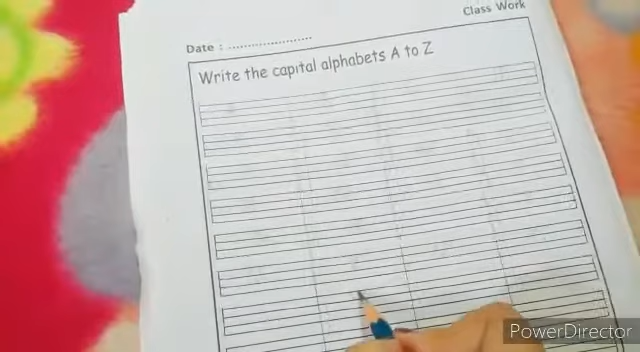 Class Work
Date : ......................
Write the capital alphabets A to Z
PowerDirector